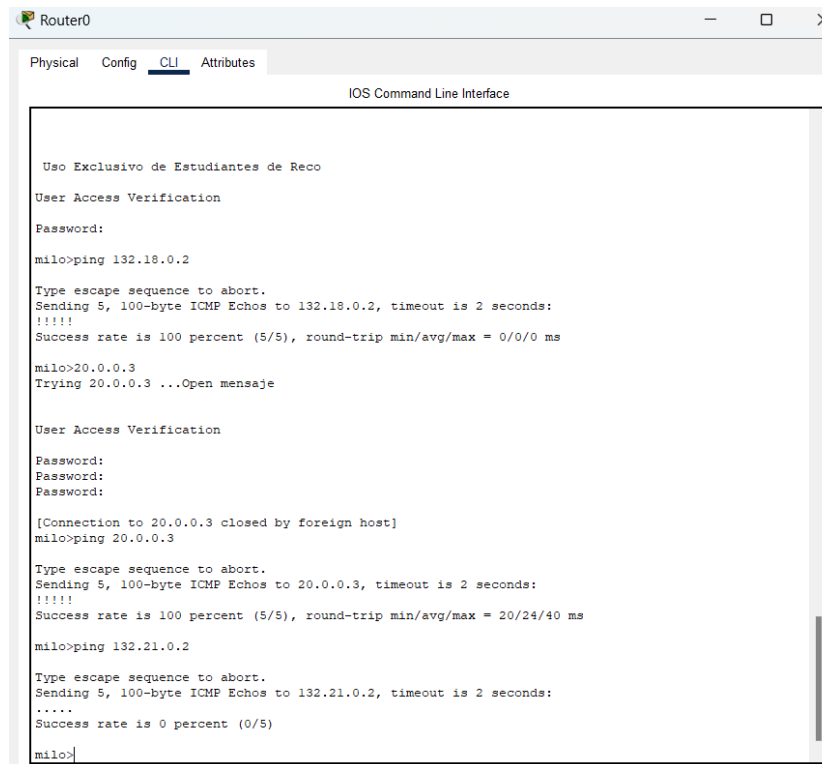 Router0
Physical Config CLI Attributes
IOS Command Line Interface
Uso Exclusivo de Estudiantes de Reco
User Access Verification
Password:
milo>ping 132.18.0.2
Type escape sequence to abort.
Sending 5, 100-byte ICMP Echos to 132.18.0.2, timeout is 2 seconds:
!!!!!
Success rate is 100 percent (5/5), round-trip min/avg/max = 0/0/0 ms
milo>20.0.0.3
Trying 20.0.0.3 ...Open mensaje
User Access Verification
Password:
Password:
Password:
[Connection to 20.0.0.3 closed by foreign host]
milo>ping 20.0.0.3
Type escape sequence to abort.
Sending 5, 100-byte ICMP Echos to 20.0.0.3, timeout is 2 seconds:
!!!!!
Success rate is 100 percent (5/5), round-trip min/avg/max = 20/24/40 ms
milo>ping 132.21.0.2
Type escape sequence to abort.
Sending 5, 100-byte ICMP Echos to 132.21.0.2, timeout is 2 seconds:
.....
Success rate is 0 percent (0/5)
milo>